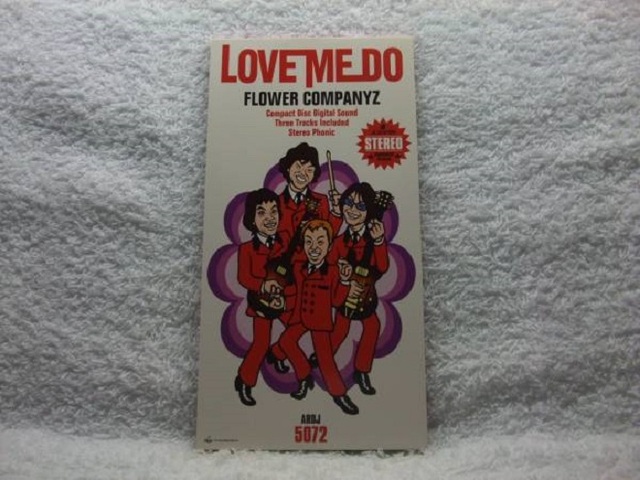 LOVE ME DO
FLOWER COMPANYZ
Compact Disc Digital Sound
Three Tracks Included
Stereo Phonic
STEREO
ARDJ
5072